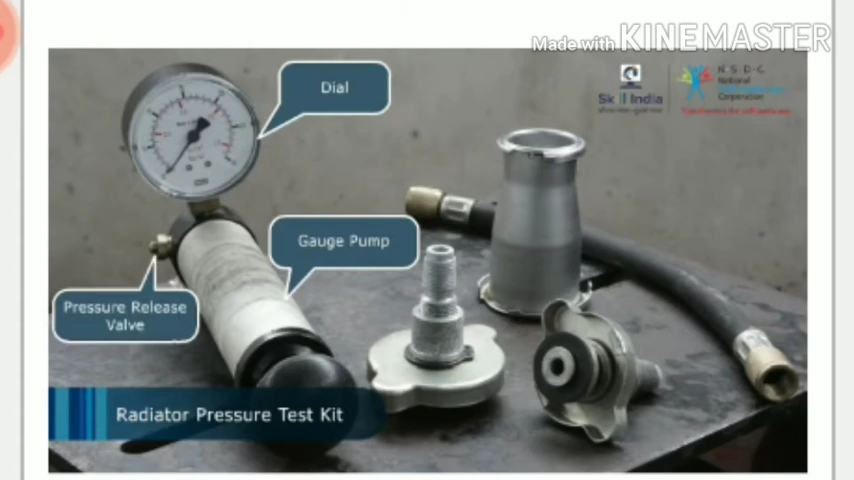 Made with KINEMASTER
Dial
Skill India
N·S·D·C
National
Corporation
Gauge Pump
Pressure Release
Valve
Radiator Pressure Test Kit